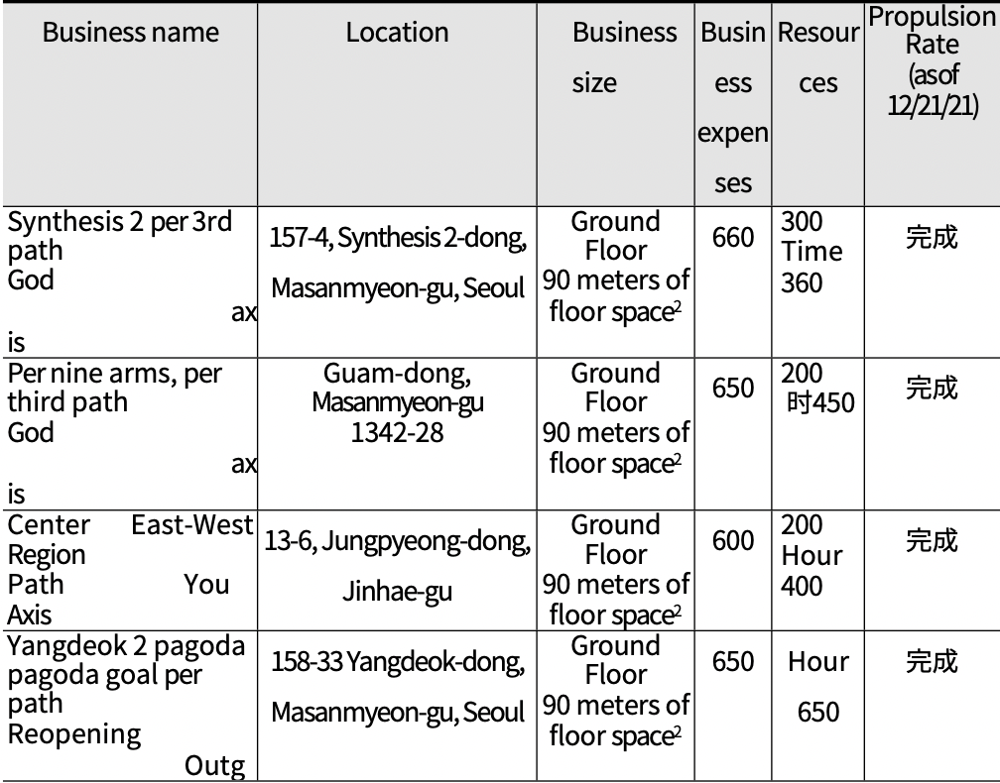 Business name
Location
Business
size
Busin
ess
expen
ses
Resour
ces
Propulsion
Rate
(asof
12/21/21)
Synthesis 2 per 3rd
path
God
ax
is
157-4, Synthesis 2-dong,
Masanmyeon-gu, Seoul
Ground
Floor
90 meters of
floor space²
660
300
Time
360
完成
Per nine arms, per
third path
God
ax
is
Guam-dong,
Masanmyeon-gu
1342-28
Ground
Floor
90 meters of
floor space²
650
200
时450
完成
Center East-West
Region
Path You
Axis
13-6, Jungpyeong-dong,
Jinhae-gu
Ground
Floor
90 meters of
floor space²
600
200
Hour
400
完成
Yangdeok 2 pagoda
pagoda goal per
path
Reopening
Outg
158-33 Yangdeok-dong,
Masanmyeon-gu, Seoul
Ground
Floor
90 meters of
floor space²
650
Hour
650
完成